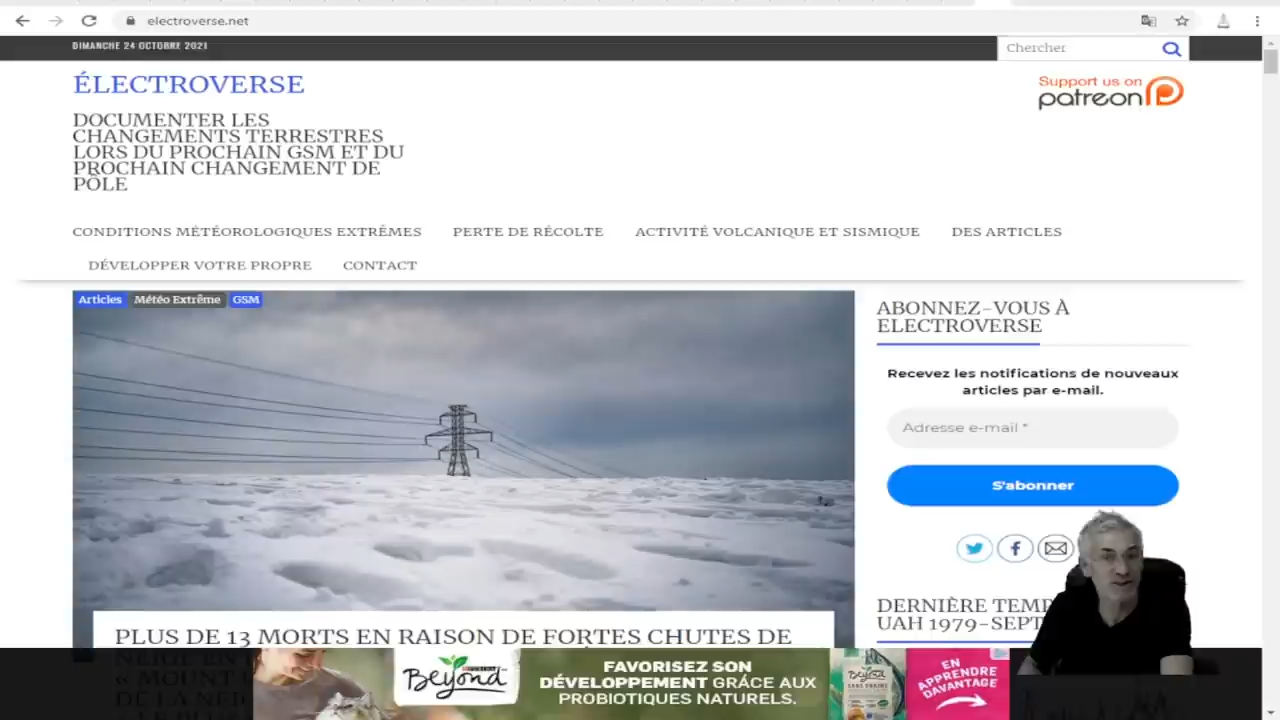 electroverse.net
DIMANCHE 24 OCTOBRE 2021
Chercher
ÉLECTROVERSE
Support us on
patreon
DOCUMENTER LES
CHANGEMENTS TERRESTRES
LORS DU PROCHAIN GSM ET DU
PROCHAIN CHANGEMENT DE
PÔLE
CONDITIONS MÉTÉOROLOGIQUES EXTRÊMES PERTE DE RÉCOLTE ACTIVITÉ VOLCANIQUE ET SISMIQUE DES ARTICLES
DÉVELOPPER VOTRE PROPRE CONTACT
Articles Météo Extrême GSM
PLUS DE 13 MORTS EN RAISON DE FORTES CHUTES DE
« MOUNT
ABONNEZ-VOUS À
ELECTROVERSE
Recevez les notifications de nouveaux
articles par e-mail.
Adresse e-mail *
S'abonner
DERNIÈRE
UAH 1979-SEPT
Beyond
FAVORISEZ SON
DÉVELOPPEMENT GRÂCE AUX
PROBIOTIQUES NATURELS.
Beyond
EN
APPRENDRE
DAVANTAGE